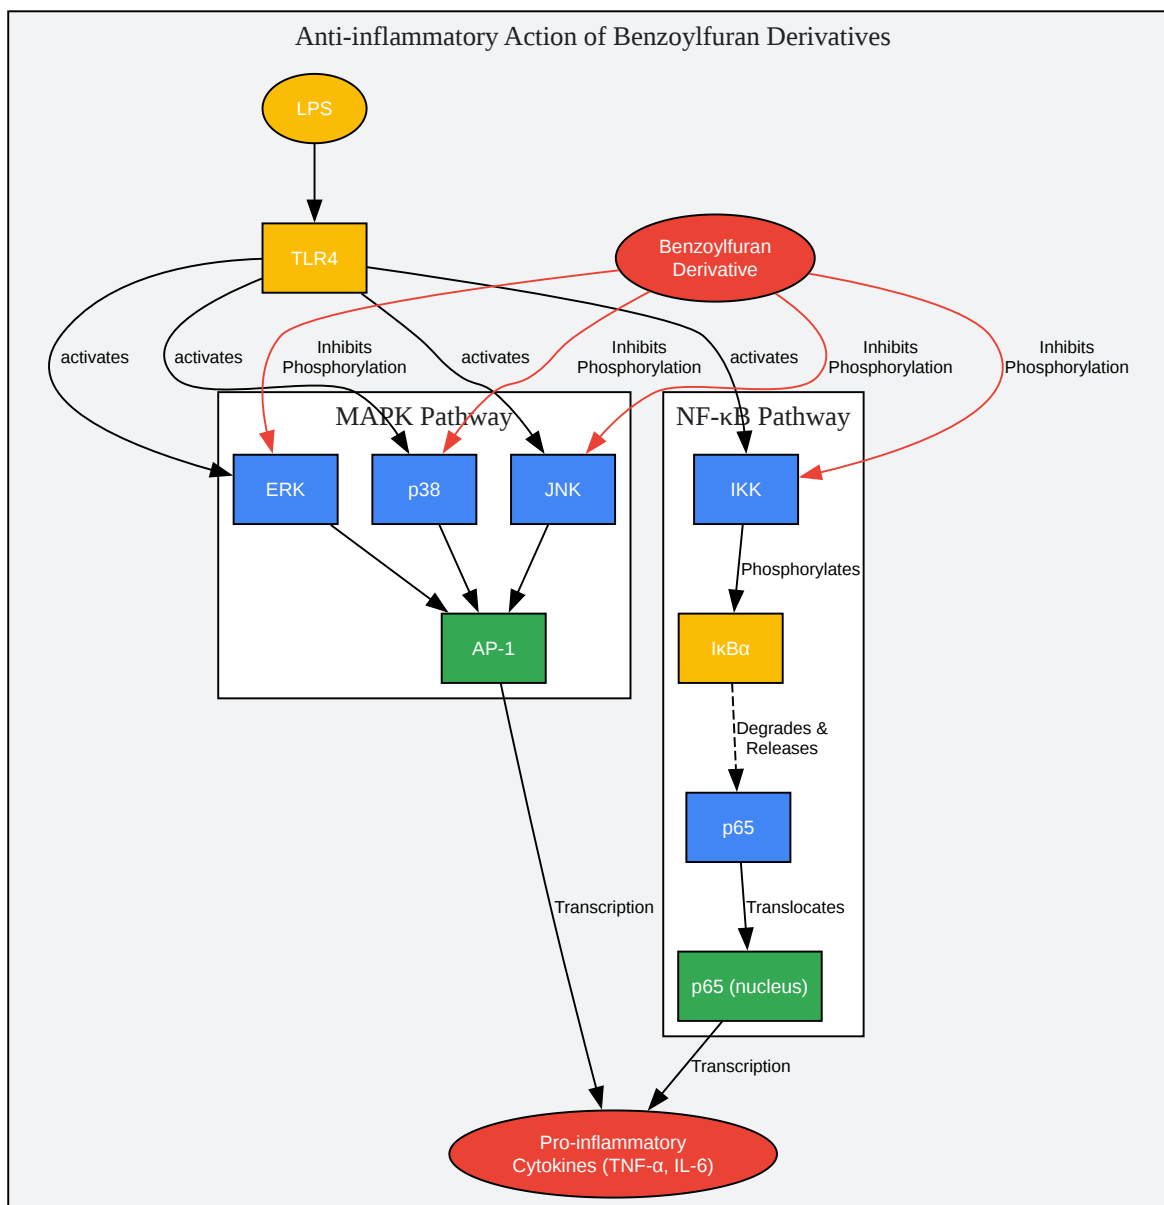 Anti-inflammatory Action of Benzoylfuran Derivatives
LPS
TLR4
Benzoylfuran
Derivative
activates
activates
Inhibits
Phosphorylation
activates
Inhibits
Phosphorylation
activates
Inhibits
Phosphorylation
Inhibits
Phosphorylation
MAPK Pathway
NF-κB Pathway
ERK
p38
JNK
IKK
Phosphorylates
AP-1
IκBα
Degrades &
Releases
p65
Transcription
Translocates
p65 (nucleus)
Transcription
Pro-inflammatory
Cytokines (TNF-α, IL-6)